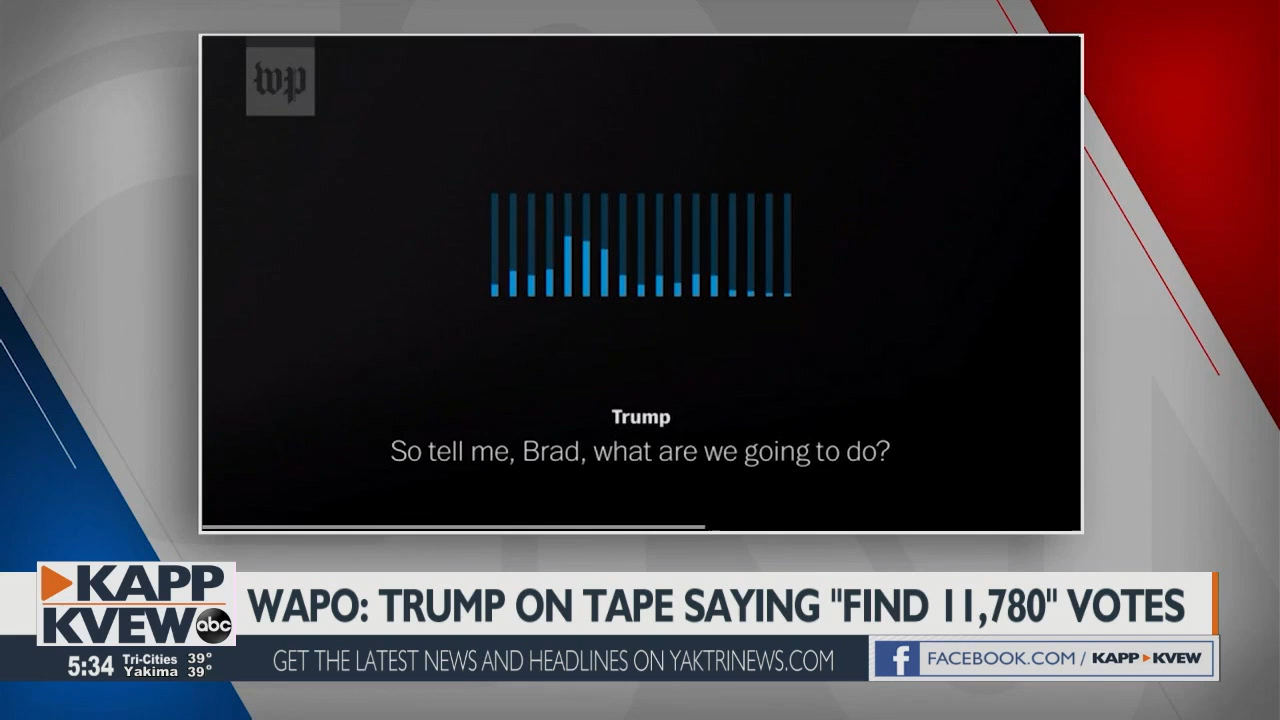 wp
Trump
So tell me, Brad, what are we going to do?
KAPP
KVEW abc
WAPO: TRUMP ON TAPE SAYING "FIND 11,780" VOTES
5:34 Tri-Cities 39°
Yakima 39°
GET THE LATEST NEWS AND HEADLINES ON YAKTRINEWS.COM
f FACEBOOK.COM / KAPP KVEW